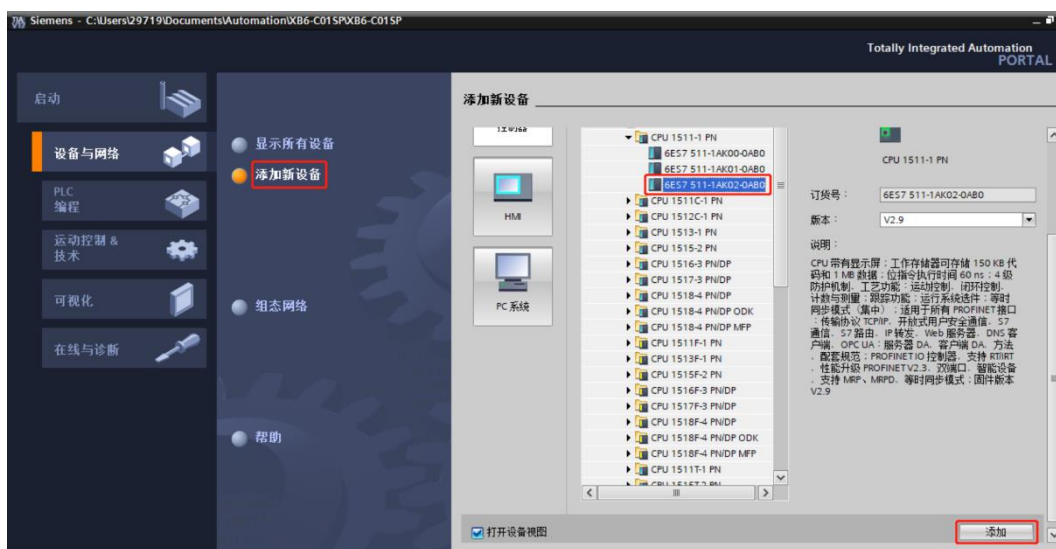 Siemens - C:\Users\29719\Documents\Automation\XB6-C01SP\XB6-C01SP
Totally Integrated Automation
PORTAL
启动
设备与网络
PLC
编程
运动控制 &
技术
可视化
在线与诊断
显示所有设备
添加新设备
组态网络
帮助
添加新设备
控制器
HMI
PC 系统
CPU 1511-1 PN
6ES7 511-1AK00-0AB0
6ES7 511-1AK01-0AB0
6ES7 511-1AK02-0AB0
CPU 1511C-1 PN
CPU 1512C-1 PN
CPU 1513-1 PN
CPU 1515-2 PN
CPU 1516-3 PN/DP
CPU 1517-3 PN/DP
CPU 1518-4 PN/DP
CPU 1518-4 PN/DP ODK
CPU 1518-4 PN/DP MFP
CPU 1511F-1 PN
CPU 1513F-1 PN
CPU 1515F-2 PN
CPU 1516F-3 PN/DP
CPU 1517F-3 PN/DP
CPU 1518F-4 PN/DP
CPU 1518F-4 PN/DP ODK
CPU 1518F-4 PN/DP MFP
CPU 1511T-1 PN
CPU 1515T-2 PN
CPU 1511-1 PN
订货号：
6ES7 511-1AK02-0AB0
版本：
V2.9
说明：
CPU 带有显示屏；工作存储器可存储 150 KB 代
码和 1 MB 数据；位指令执行时间 60 ns；4 级
防护机制、工艺功能：运动控制、闭环控制、
计数与测量；跟踪功能；运行系统选件；等时
同步模式（集中）；适用于所有 PROFINET 接口
：传输协议 TCP/IP、开放式用户安全通信、S7
通信、S7 路由、IP 转发、Web 服务器、DNS 客
户端、OPC UA：服务器 DA、客户端 DA、方法
、配套规范；PROFINET IO 控制器、支持 RT/IRT
、性能升级 PROFINET V2.3、双端口、智能设备
、支持 MRP、MRPD、等时同步模式；固件版本
V2.9
打开设备视图
添加